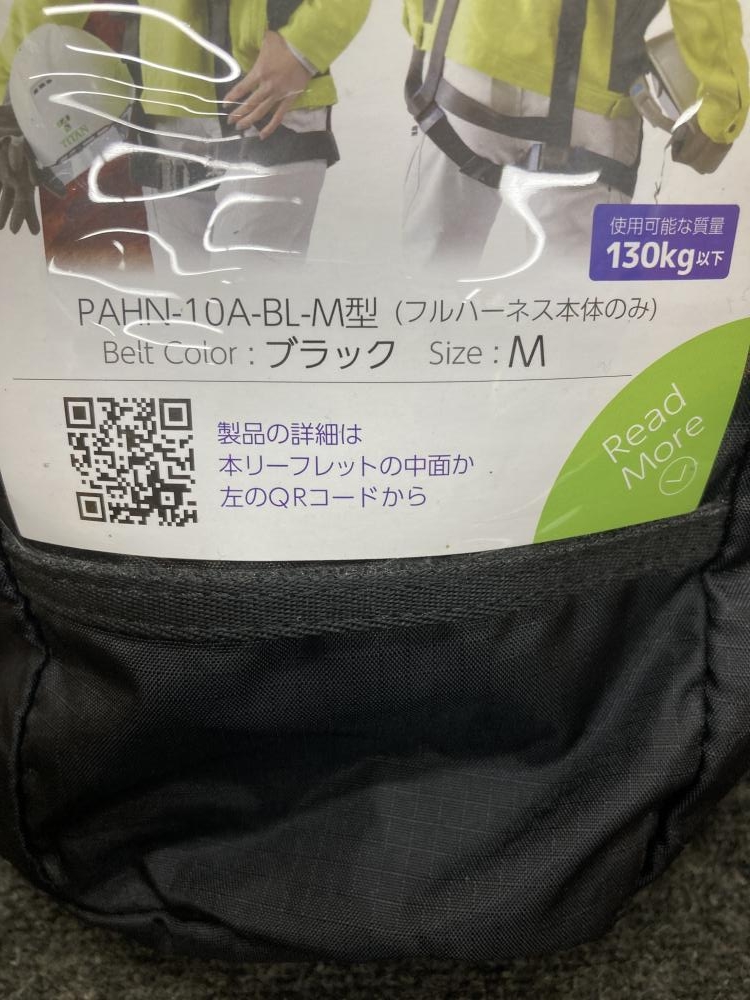 TITAN
使用可能な質量
130kg以下
PAHN-10A-BL-M型 (フルハーネス本体のみ)
Belt Color : ブラック Size : M
製品の詳細は
本リーフレットの中面か
左のQRコードから
Read
More